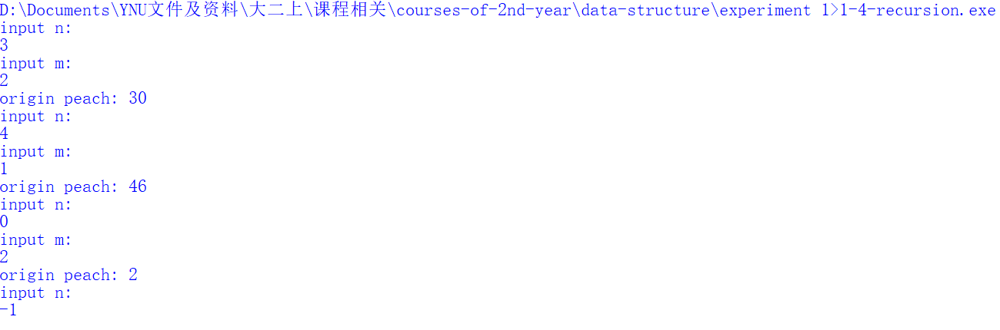 D:\Documents\YNU文件及资料\大二上\课程相关\courses-of-2nd-year\data-structure\experiment 1>1-4-recursion.exe
input n:
3
input m:
2
origin peach: 30
input n:
4
input m:
1
origin peach: 46
input n:
0
input m:
2
origin peach: 2
input n:
-1